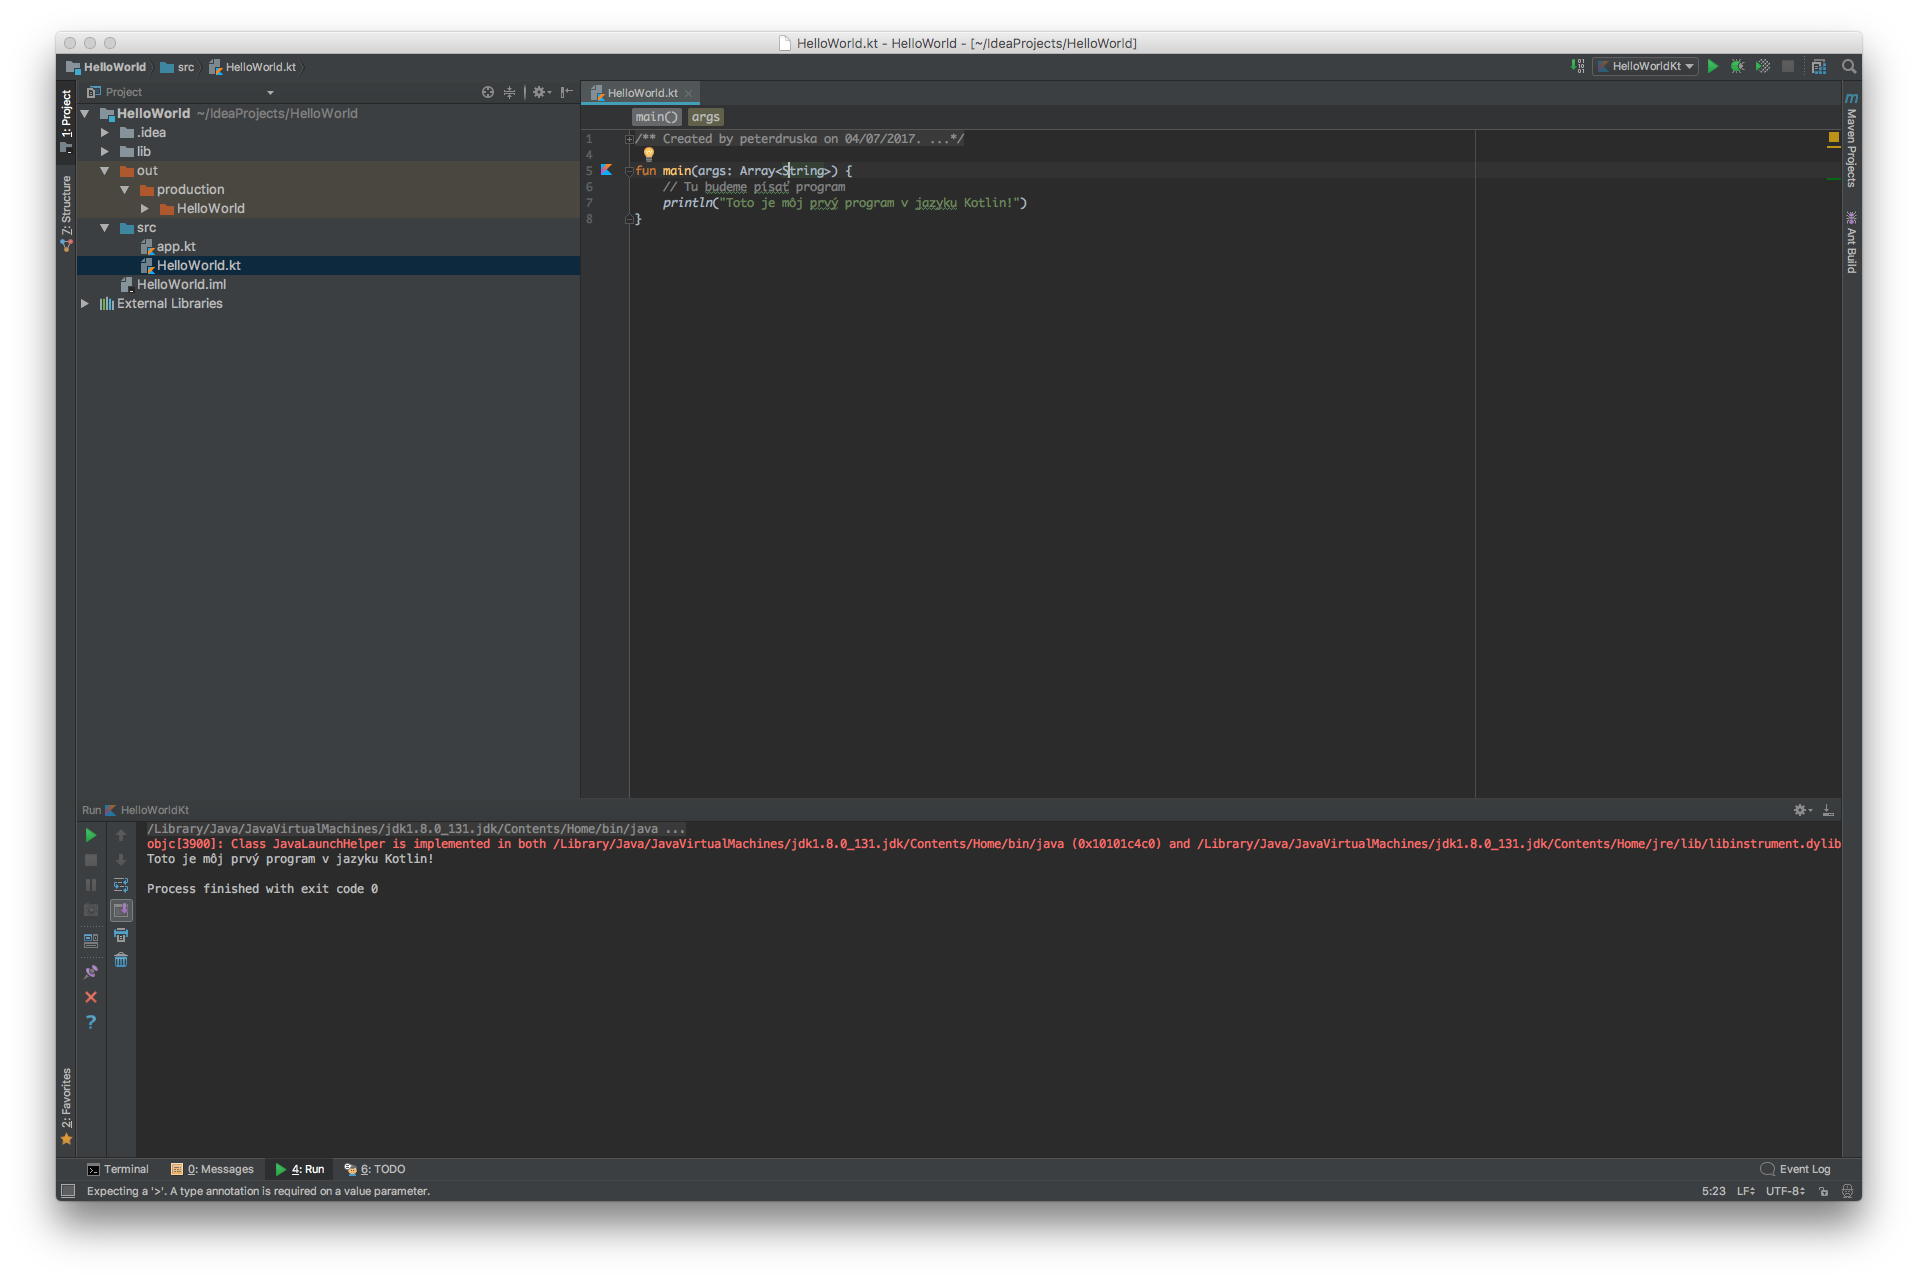 HelloWorld.kt - HelloWorld - [~/IdeaProjects/HelloWorld]
HelloWorld src HelloWorld.kt
HelloWorldKt
1: Project
Z: Structure
2: Favorites
Project
HelloWorld ~/IdeaProjects/HelloWorld
.idea
lib
out
production
HelloWorld
src
app.kt
HelloWorld.kt
HelloWorld.iml
External Libraries
HelloWorld.kt
main() args
1 /** Created by peterdruska on 04/07/2017. ...*/
4
5 fun main(args: Array<String>) {
6 // Tu budeme písať program
7 println("Toto je môj prvý program v jazyku Kotlin!")
8 }
m Maven Projects
Ant Build
Run HelloWorldKt
/Library/Java/JavaVirtualMachines/jdk1.8.0_131.jdk/Contents/Home/bin/java ...
objc[3900]: Class JavaLaunchHelper is implemented in both /Library/Java/JavaVirtualMachines/jdk1.8.0_131.jdk/Contents/Home/bin/java (0x10101c4c0) and /Library/Java/JavaVirtualMachines/jdk1.8.0_131.jdk/Contents/Home/jre/lib/libinstrument.dylib
Toto je môj prvý program v jazyku Kotlin!
Process finished with exit code 0
Terminal 0: Messages 4: Run 6: TODO Event Log
Expecting a '>'. A type annotation is required on a value parameter. 5:23 LF UTF-8